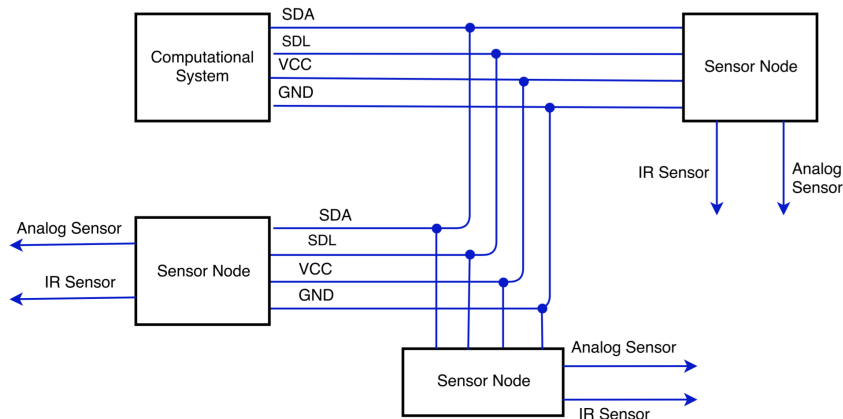 SDA
SDL
VCC
GND
Computational
System
Sensor Node
IR Sensor
Analog
Sensor
SDA
SDL
VCC
GND
Analog Sensor
IR Sensor
Sensor Node
Sensor Node
Analog Sensor
IR Sensor